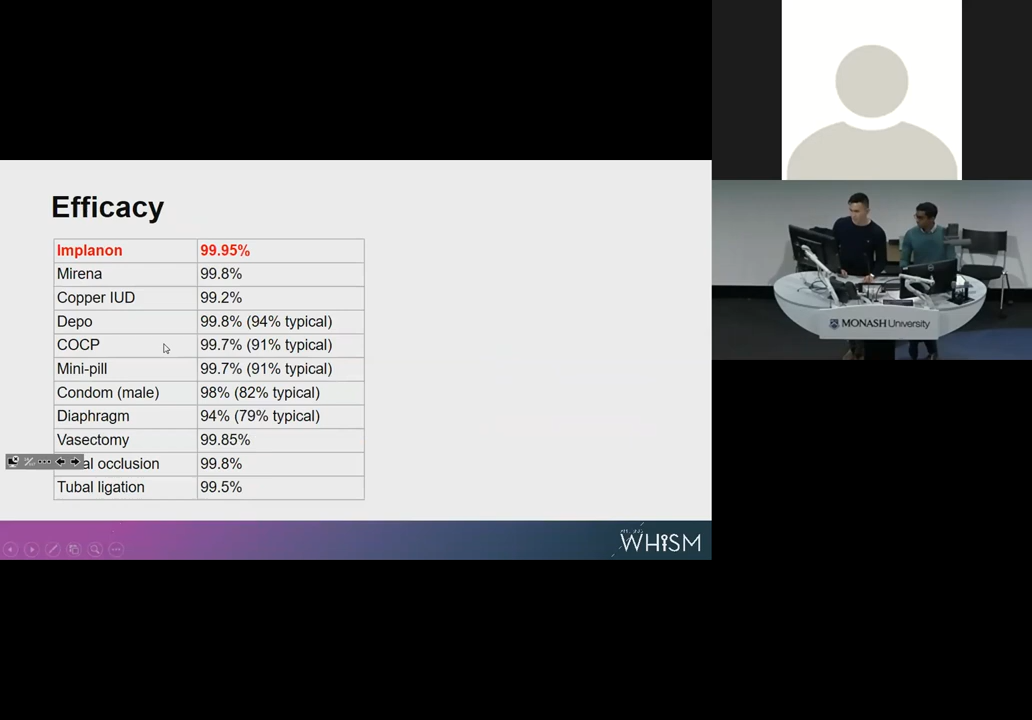 Efficacy
Implanon 99.95%
Mirena 99.8%
Copper IUD 99.2%
Depo 99.8% (94% typical)
COCP 99.7% (91% typical)
Mini-pill 99.7% (91% typical)
Condom (male) 98% (82% typical)
Diaphragm 94% (79% typical)
Vasectomy 99.85%
occlusion 99.8%
Tubal ligation 99.5%
WHiSM
MONASH University